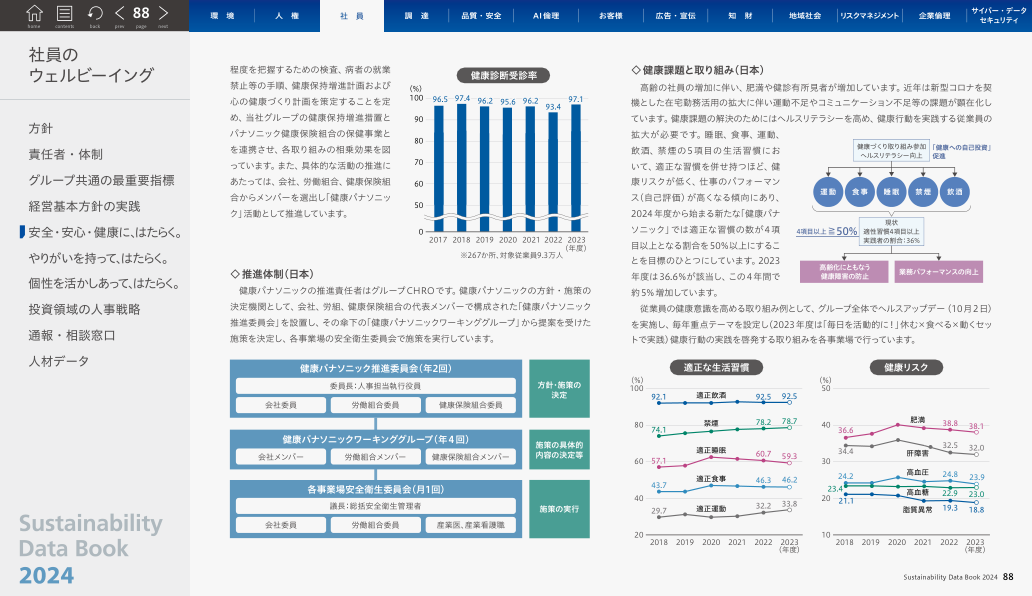 home
contents
back
prev
88
page
next
環 境
人 権
社 員
調 達
品質・安全
AI倫理
お客様
広告・宣伝
知 財
地域社会
リスクマネジメント
企業倫理
サイバー・データ
セキュリティ
社員の
ウェルビーイング
方針
責任者・体制
グループ共通の最重要指標
経営基本方針の実践
安全・安心・健康に、はたらく。
やりがいを持って、はたらく。
個性を活かしあって、はたらく。
投資領域の人事戦略
通報・相談窓口
人材データ
Sustainability
Data Book
2024
程度を把握するための検査、病者の就業
禁止等の手順、健康保持増進計画および
心の健康づくり計画を策定することを定
め、当社グループの健康保持増進措置と
パナソニック健康保険組合の保健事業と
を連携させ、各取り組みの相乗効果を図
っています。また、具体的な活動の推進に
あたっては、会社、労働組合、健康保険組
合からメンバーを選出し「健康パナソニッ
ク」活動として推進しています。
健康診断受診率
(%)
100
90
80
70
60
50
0
96.5
97.4
96.2
95.6
96.2
93.4
97.1
2017
2018
2019
2020
2021
2022
2023
(年度)
※267か所、対象従業員9.3万人
◇推進体制(日本)
健康パナソニックの推進責任者はグループCHROです。健康パナソニックの方針・施策の
決定機関として、会社、労組、健康保険組合の代表メンバーで構成された「健康パナソニック
推進委員会」を設置し、その傘下の「健康パナソニックワーキンググループ」から提案を受けた
施策を決定し、各事業場の安全衛生委員会で施策を実行しています。
健康パナソニック推進委員会(年2回)
委員長:人事担当執行役員
会社委員
労働組合委員
健康保険組合委員
方針・施策の
決定
健康パナソニックワーキンググループ(年4回)
会社メンバー
労働組合メンバー
健康保険組合メンバー
施策の具体的
内容の決定等
各事業場安全衛生委員会(月1回)
議長:総括安全衛生管理者
会社委員
労働組合委員
産業医、産業看護職
施策の実行
◇健康課題と取り組み(日本)
高齢の社員の増加に伴い、肥満や健診有所見者が増加しています。近年は新型コロナを契
機とした在宅勤務活用の拡大に伴い運動不足やコミュニケーション不足等の課題が顕在化し
ています。健康課題の解決のためにはヘルスリテラシーを高め、健康行動を実践する従業員の
拡大が必要です。睡眠、食事、運動、
飲酒、禁煙の5項目の生活習慣にお
いて、適正な習慣を併せ持つほど、健
康リスクが低く、仕事のパフォーマン
ス(自己評価)が高くなる傾向にあり、
2024年度から始まる新たな「健康パナ
ソニック」では適正な習慣の数が4項
目以上となる割合を50%以上にするこ
とを目標のひとつにしています。2023
年度は36.6%が該当し、この4年間で
約5%増加しています。
健康づくり取り組み参加
ヘルスリテラシー向上
「健康への自己投資」
促進
運動
食事
睡眠
禁煙
飲酒
4項目以上≧50%
現状
適性習慣4項目以上
実践者の割合:36%
高齢化にともなう
健康障害の防止
業務パフォーマンスの向上
従業員の健康意識を高める取り組み例として、グループ全体でヘルスアップデー(10月2日)
を実施し、毎年重点テーマを設定し(2023年度は「毎日を活動的に!」休む×食べる×動くセッ
トで実践)健康行動の実践を啓発する取り組みを各事業場で行っています。
適正な生活習慣
(%)
100
80
60
40
20
92.1
適正飲酒
92.5
92.5
74.1
禁煙
78.2
78.7
57.1
適正睡眠
60.7
59.3
43.7
適正食事
46.3
46.2
29.7
適正運動
32.2
33.8
2018
2019
2020
2021
2022
2023
(年度)
健康リスク
(%)
50
40
30
20
10
36.6
肥満
38.8
38.1
34.4
肝障害
32.5
32.0
24.2
高血圧
24.8
23.9
23.4
高血糖
22.9
23.0
21.1
脂質異常
19.3
18.8
2018
2019
2020
2021
2022
2023
(年度)
Sustainability Data Book 2024 88